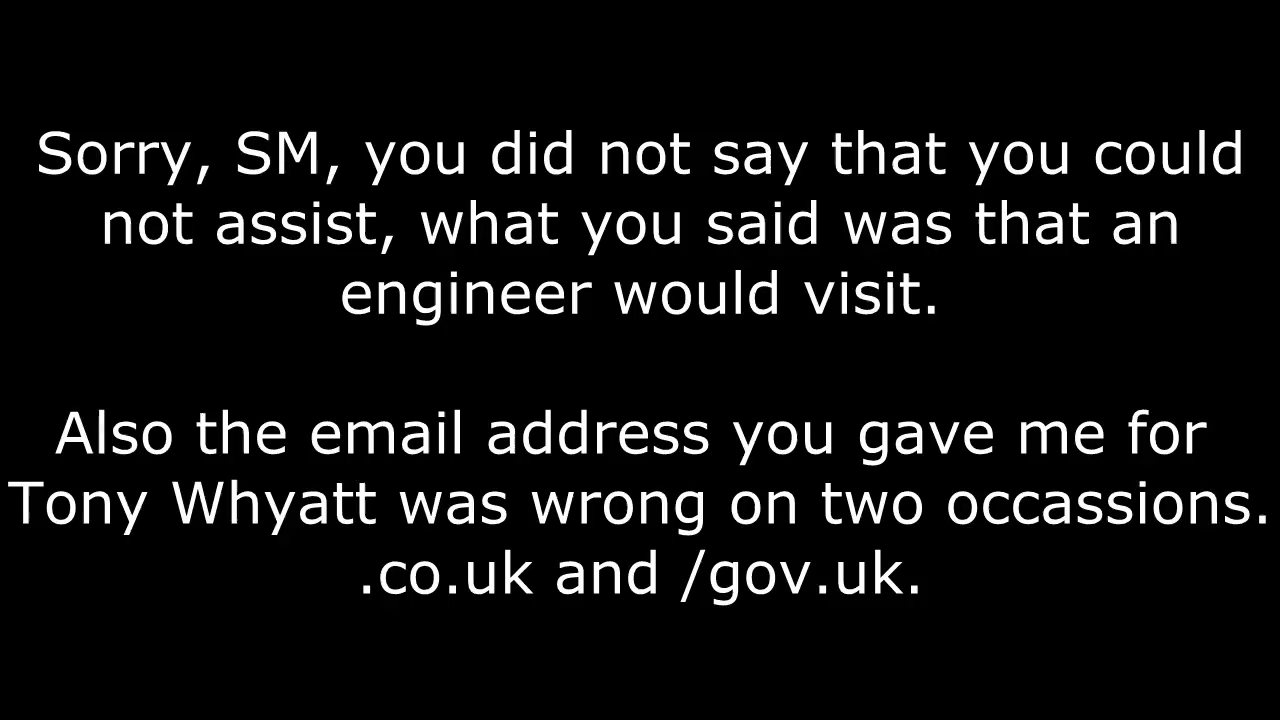 Sorry, SM, you did not say that you could
not assist, what you said was that an
engineer would visit.
Also the email address you gave me for
Tony Whyatt was wrong on two occassions.
.co.uk and /gov.uk.